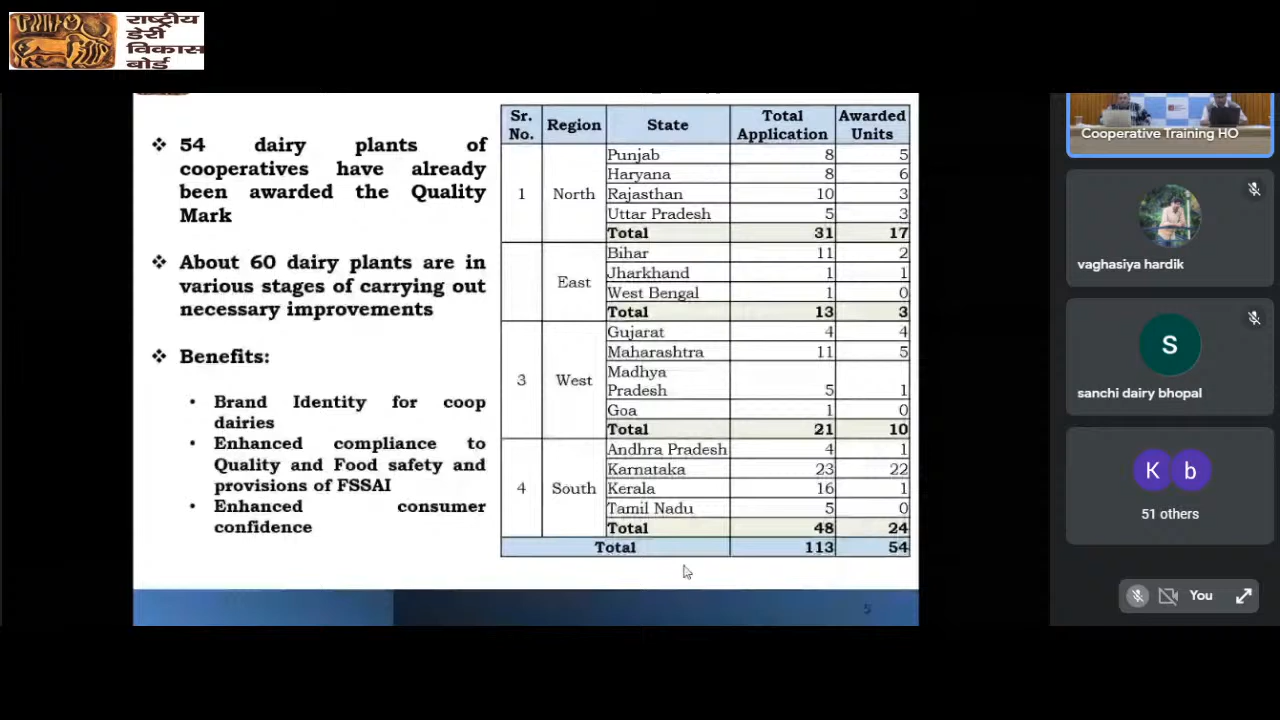 राष्ट्रीय
डेरी
विकास
बोर्ड
❖ 54 dairy plants of
cooperatives have already
been awarded the Quality
Mark
❖ About 60 dairy plants are in
various stages of carrying out
necessary improvements
❖ Benefits:
• Brand Identity for coop
dairies
• Enhanced compliance to
Quality and Food safety and
provisions of FSSAI
• Enhanced consumer
confidence
Sr. No. Region State Total Application Awarded Units
1 North Punjab 8 5
Haryana 8 6
Rajasthan 10 3
Uttar Pradesh 5 3
Total 31 17
East Bihar 11 2
Jharkhand 1 1
West Bengal 1 0
Total 13 3
3 West Gujarat 4 4
Maharashtra 11 5
Madhya Pradesh 5 1
Goa 1 0
Total 21 10
4 South Andhra Pradesh 4 1
Karnataka 23 22
Kerala 16 1
Tamil Nadu 5 0
Total 48 24
Total 113 54
5
Cooperative Training HO
vaghasiya hardik
S
sanchi dairy bhopal
K b
51 others
You